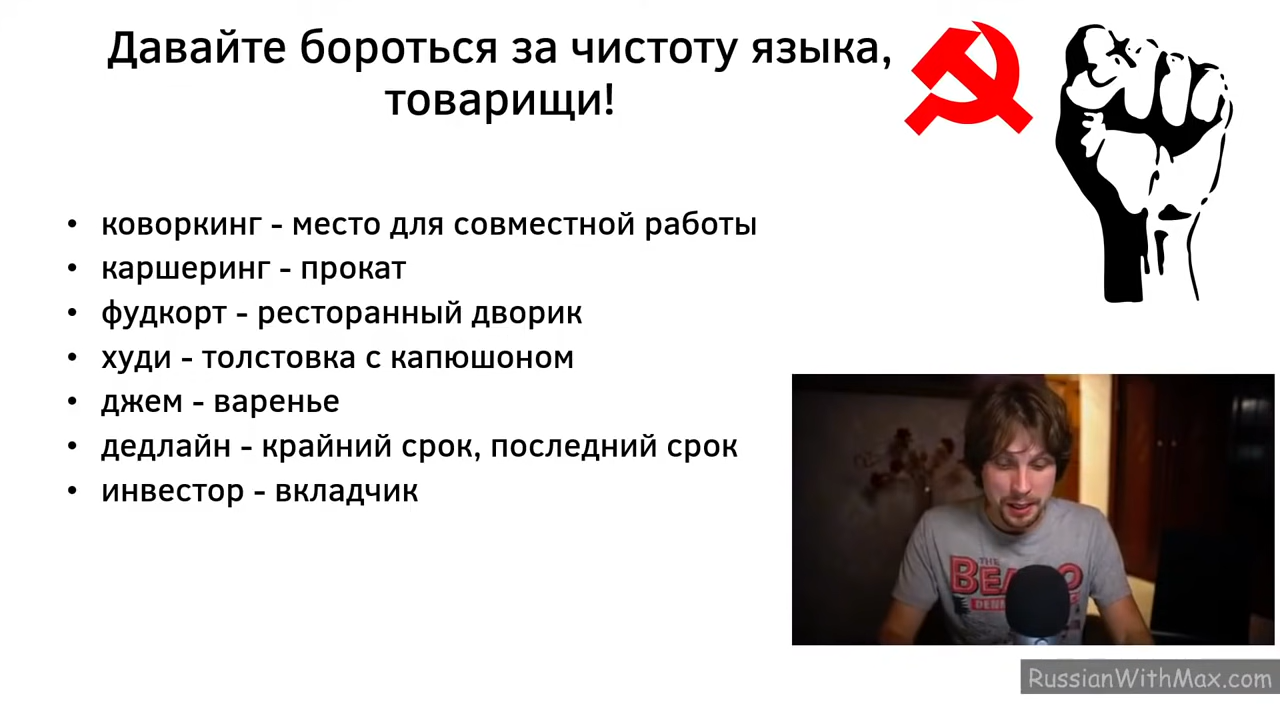 Давайте бороться за чистоту языка,
товарищи!
• коворкинг - место для совместной работы
• каршеринг - прокат
• фудкорт - ресторанный дворик
• худи - толстовка с капюшоном
• джем - варенье
• дедлайн - крайний срок, последний срок
• инвестор - вкладчик
THE
RussianWithMax.com